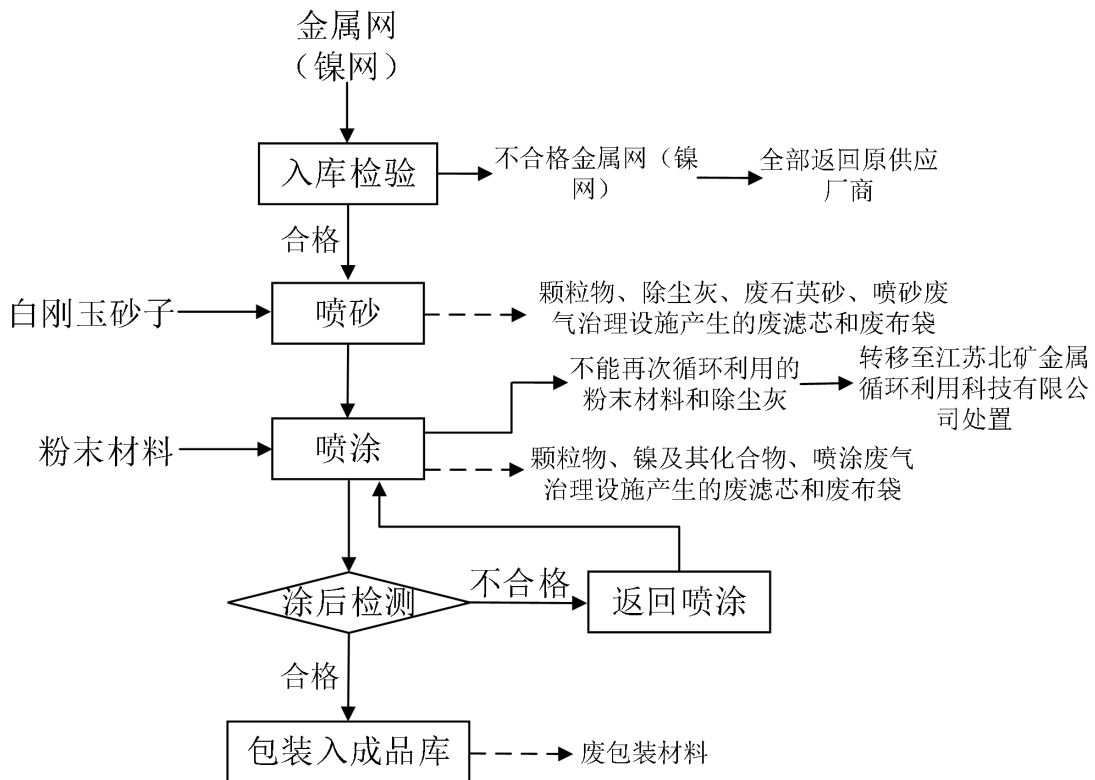 金属网
（镍网）
入库检验
不合格金属网（镍
网）
全部返回原供应
厂商
合格
白刚玉砂子
喷砂
颗粒物、除尘灰、废石英砂、喷砂废
气治理设施产生的废滤芯和废布袋
不能再次循环利用的
粉末材料和除尘灰
转移至江苏北矿金属
循环利用科技有限公
司处置
粉末材料
喷涂
颗粒物、镍及其化合物、喷涂废气
治理设施产生的废滤芯和废布袋
涂后检测
不合格
返回喷涂
合格
包装入成品库
废包装材料